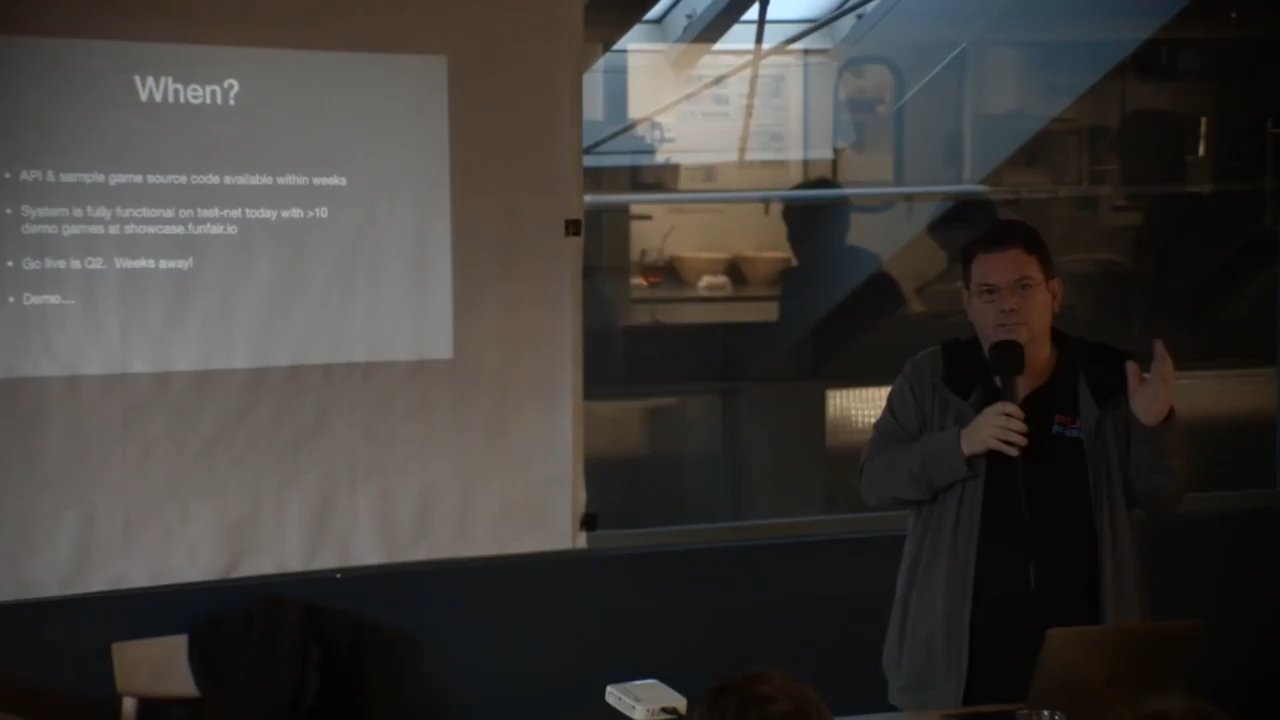 When?
• API & sample game source code available within weeks
• System is fully functional on test-net today with >10
demo games at showcase.funfair.io
• Go live is Q2. Weeks away!
• Demo...